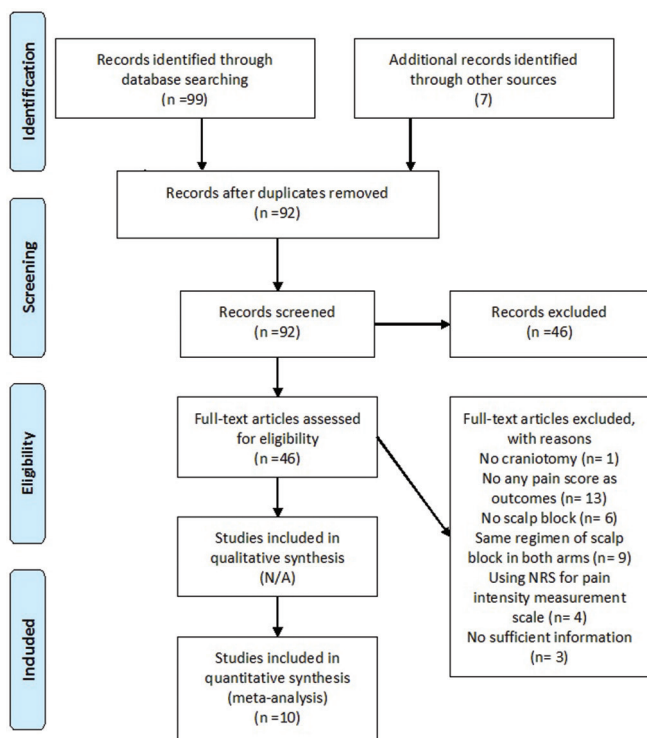 Identification
Records identified through
database searching
(n =99)
Additional records identified
through other sources
(7)
Records after duplicates removed
(n =92)
Screening
Records screened
(n =92)
Records excluded
(n =46)
Eligibility
Full-text articles assessed
for eligibility
(n =46)
Full-text articles excluded,
with reasons
No craniotomy (n= 1)
No any pain score as
outcomes (n= 13)
No scalp block (n= 6)
Same regimen of scalp
block in both arms (n= 9)
Using NRS for pain
intensity measurement
scale (n= 4)
No sufficient information
(n= 3)
Studies included in
qualitative synthesis
(N/A)
Included
Studies included in
quantitative synthesis
(meta-analysis)
(n =10)